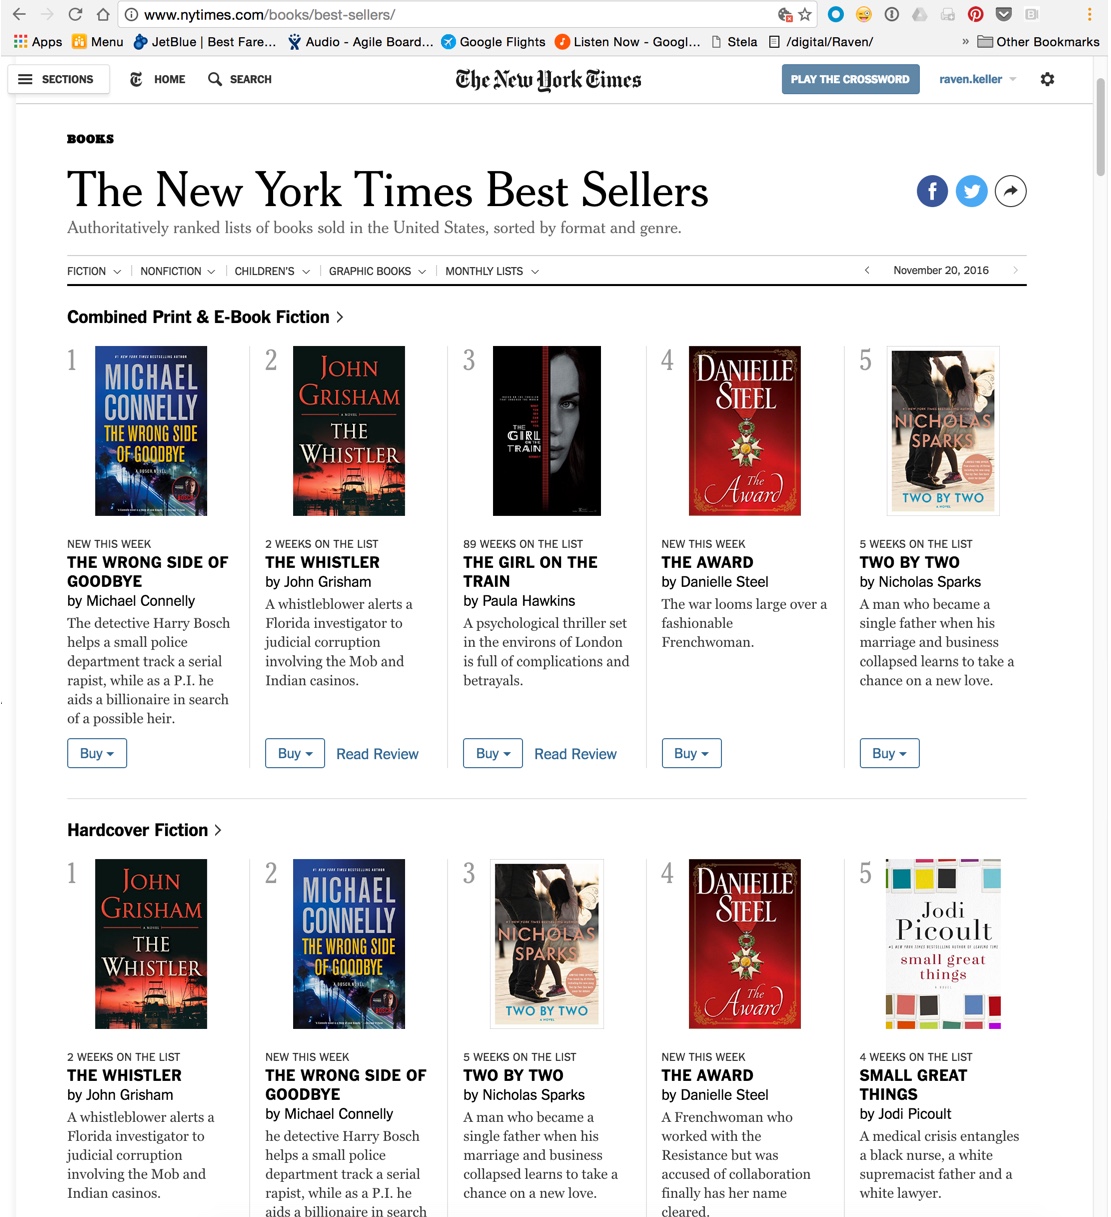 www.nytimes.com/books/best-sellers/
Apps Menu JetBlue | Best Fare... Audio - Agile Board... Google Flights Listen Now - Googl... Stela /digital/Raven/ » Other Bookmarks
SECTIONS HOME SEARCH The New York Times PLAY THE CROSSWORD raven.keller
BOOKS
The New York Times Best Sellers
Authoritatively ranked lists of books sold in the United States, sorted by format and genre.
FICTION NONFICTION CHILDREN'S GRAPHIC BOOKS MONTHLY LISTS November 20, 2016
Combined Print & E-Book Fiction
1
MICHAEL
CONNELLY
THE WRONG SIDE
OF GOODBYE
NEW THIS WEEK
THE WRONG SIDE OF
GOODBYE
by Michael Connelly
The detective Harry Bosch
helps a small police
department track a serial
rapist, while as a P.I. he
aids a billionaire in search
of a possible heir.
Buy
2
JOHN
GRISHAM
A NOVEL
THE
WHISTLER
2 WEEKS ON THE LIST
THE WHISTLER
by John Grisham
A whistleblower alerts a
Florida investigator to
judicial corruption
involving the Mob and
Indian casinos.
Buy Read Review
3
THE
GIRL
ON THE
TRAIN
89 WEEKS ON THE LIST
THE GIRL ON THE
TRAIN
by Paula Hawkins
A psychological thriller set
in the environs of London
is full of complications and
betrayals.
Buy Read Review
4
DANIELLE
STEEL
The
Award
NEW THIS WEEK
THE AWARD
by Danielle Steel
The war looms large over a
fashionable
Frenchwoman.
Buy
5
NICHOLAS
SPARKS
TWO BY TWO
5 WEEKS ON THE LIST
TWO BY TWO
by Nicholas Sparks
A man who became a
single father when his
marriage and business
collapsed learns to take a
chance on a new love.
Buy
Hardcover Fiction
1
JOHN
GRISHAM
A NOVEL
THE
WHISTLER
2 WEEKS ON THE LIST
THE WHISTLER
by John Grisham
A whistleblower alerts a
Florida investigator to
judicial corruption
involving the Mob and
Indian casinos.
2
MICHAEL
CONNELLY
THE WRONG SIDE
OF GOODBYE
NEW THIS WEEK
THE WRONG SIDE OF
GOODBYE
by Michael Connelly
he detective Harry Bosch
helps a small police
department track a serial
rapist, while as a P.I. he
aids a billionaire in search
3
NICHOLAS
SPARKS
TWO BY TWO
5 WEEKS ON THE LIST
TWO BY TWO
by Nicholas Sparks
A man who became a
single father when his
marriage and business
collapsed learns to take a
chance on a new love.
4
DANIELLE
STEEL
The
Award
NEW THIS WEEK
THE AWARD
by Danielle Steel
A Frenchwoman who
worked with the
Resistance but was
accused of collaboration
finally has her name
cleared.
5
Jodi
Picoult
small great
things
4 WEEKS ON THE LIST
SMALL GREAT
THINGS
by Jodi Picoult
A medical crisis entangles
a black nurse, a white
supremacist father and a
white lawyer.